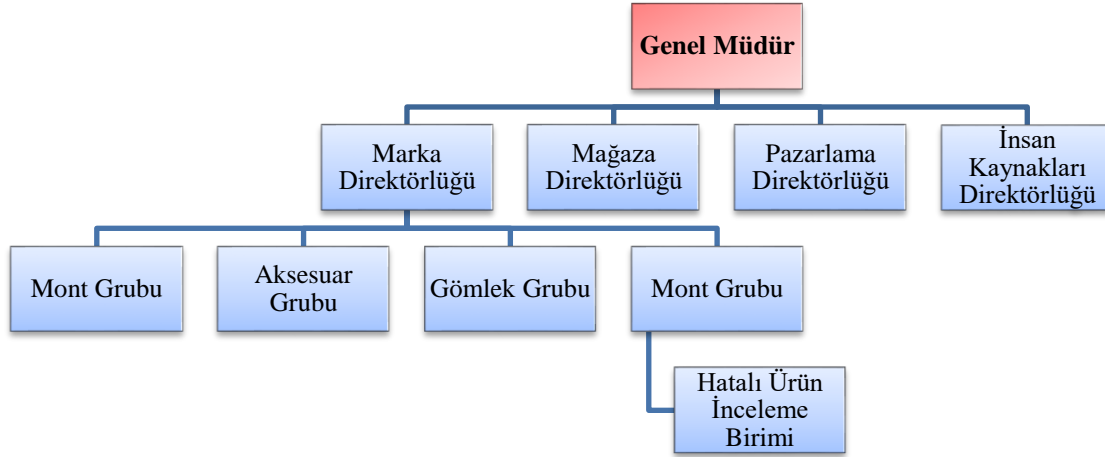 Genel Müdür
Marka
Direktörlüğü
Mağaza
Direktörlüğü
Pazarlama
Direktörlüğü
İnsan
Kaynakları
Direktörlüğü
Mont Grubu
Aksesuar
Grubu
Gömlek Grubu
Mont Grubu
Hatalı Ürün
İnceleme
Birimi